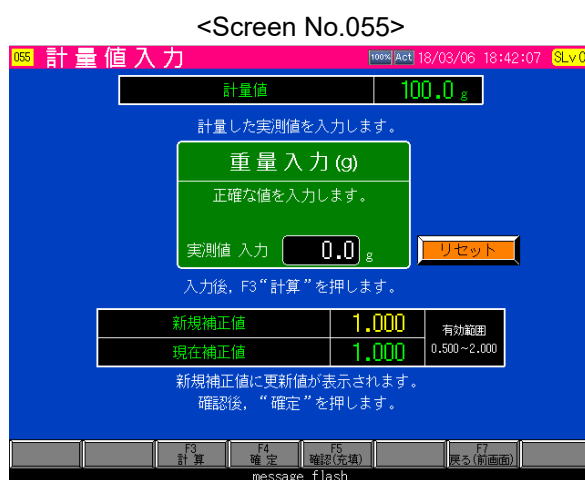 <Screen No.055>
055 計量値入力 100% Act 18/03/06 18:42:07 SLv0
計量値 100.0 g
計量した実測値を入力します。
重量入力(g)
正確な値を入力します。
実測値 入力 0.0 g
リセット
入力後,F3“計算”を押します。
新規補正値 1.000 有効範囲
現在補正値 1.000 0.500～2.000
新規補正値に更新値が表示されます。
確認後,“確定”を押します。
F3 F4 F5 F7
計算 確定 確認(充填) 戻る(前画面)
message flash